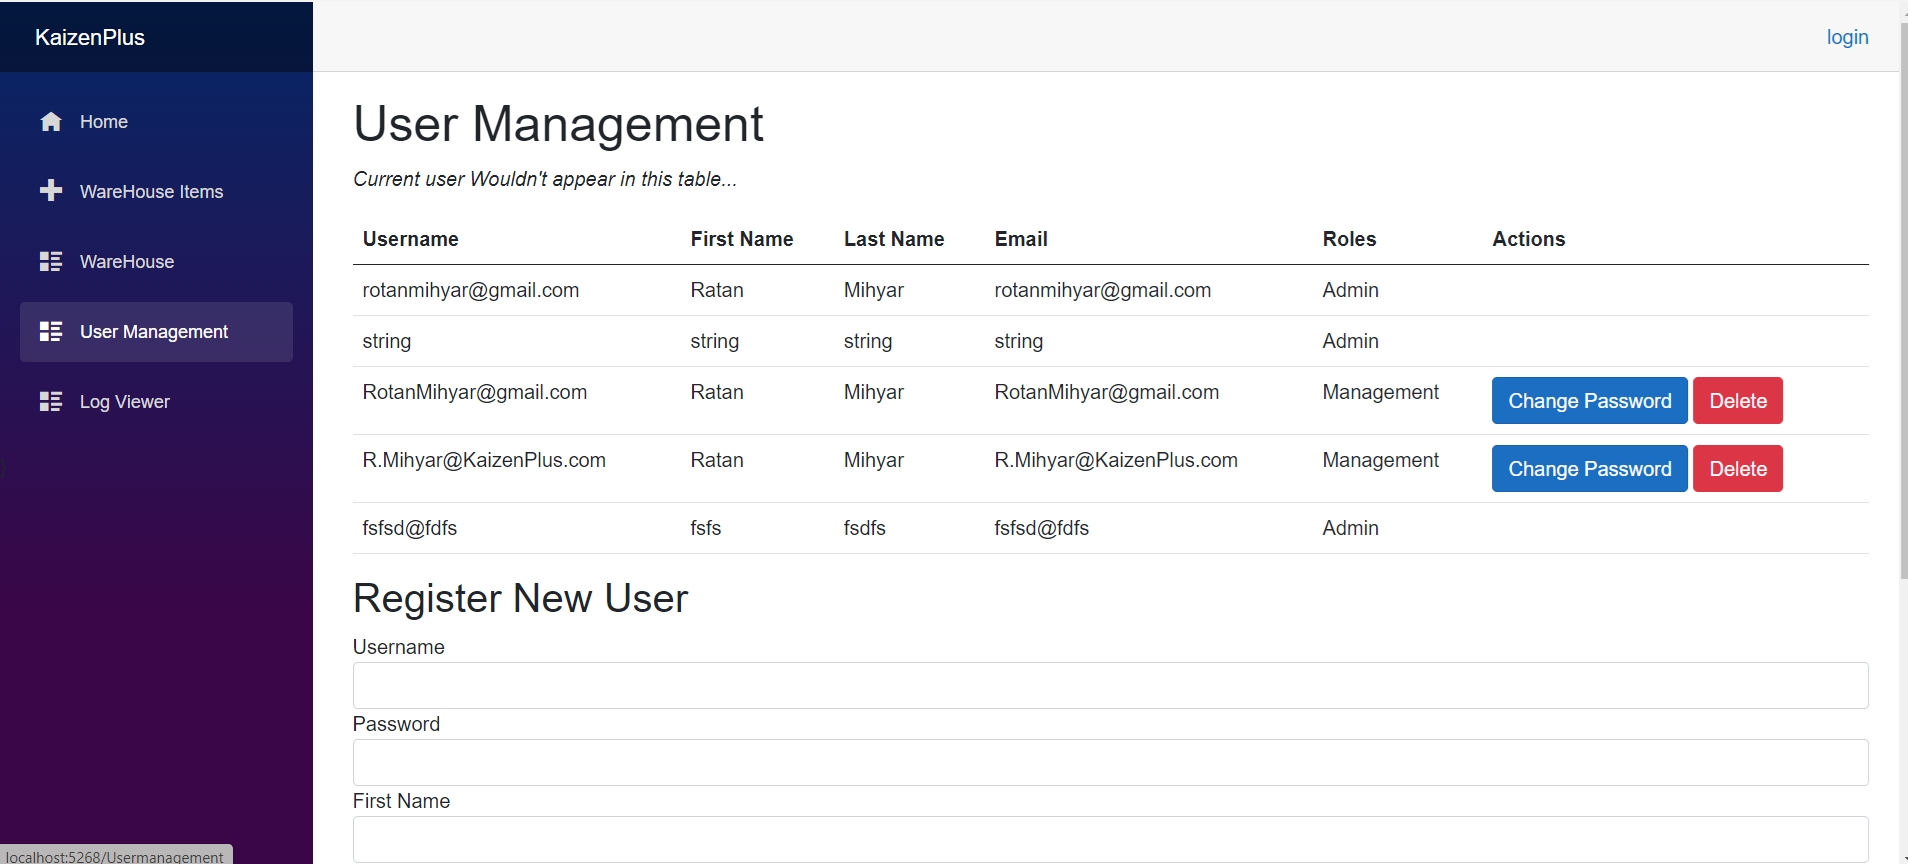 KaizenPlus
login
Home
WareHouse Items
WareHouse
User Management
Log Viewer
}
User Management
Current user Wouldn't appear in this table...
Username First Name Last Name Email Roles Actions
rotanmihyar@gmail.com Ratan Mihyar rotanmihyar@gmail.com Admin
string string string string Admin
RotanMihyar@gmail.com Ratan Mihyar RotanMihyar@gmail.com Management Change Password Delete
R.Mihyar@KaizenPlus.com Ratan Mihyar R.Mihyar@KaizenPlus.com Management Change Password Delete
fsfsd@fdfs fsfs fsdfs fsfsd@fdfs Admin
Register New User
Username
Password
First Name
localhost:5268/Usermanagement